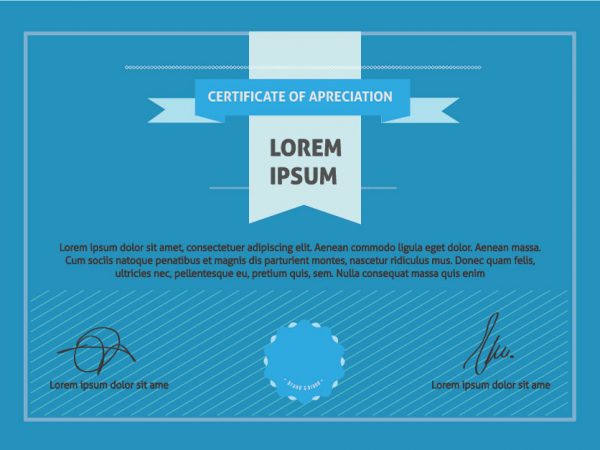 CERTIFICATE OF APRECIATION
LOREM
IPSUM
Lorem ipsum dolor sit amet, consectetuer adipiscing elit. Aenean commodo ligula eget dolor. Aenean massa.
Cum sociis natoque penatibus et magnis dis parturient montes, nascetur ridiculus mus. Donec quam felis,
ultricies nec, pellentesque eu, pretium quis, sem. Nulla consequat massa quis enim
Lorem ipsum dolor sit ame
Lorem ipsum dolor sit ame